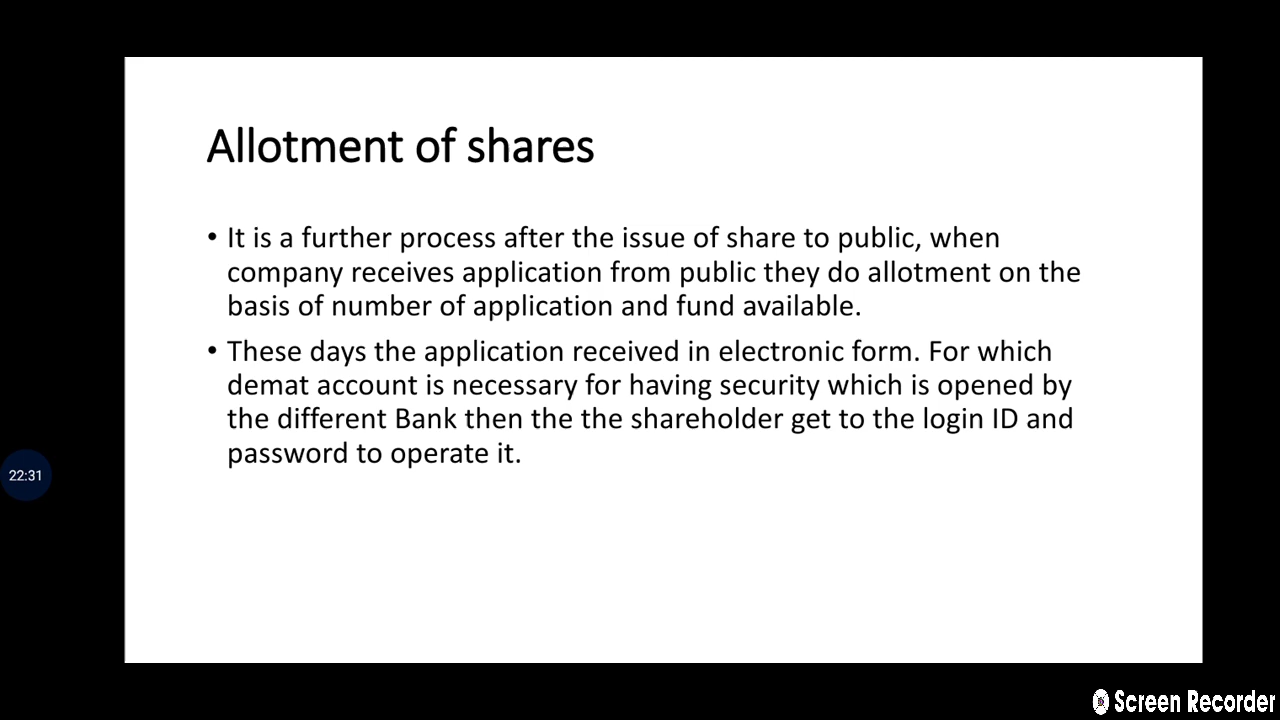 Allotment of shares
• It is a further process after the issue of share to public, when
company receives application from public they do allotment on the
basis of number of application and fund available.
• These days the application received in electronic form. For which
demat account is necessary for having security which is opened by
the different Bank then the the shareholder get to the login ID and
password to operate it.
22:31
Screen Recorder